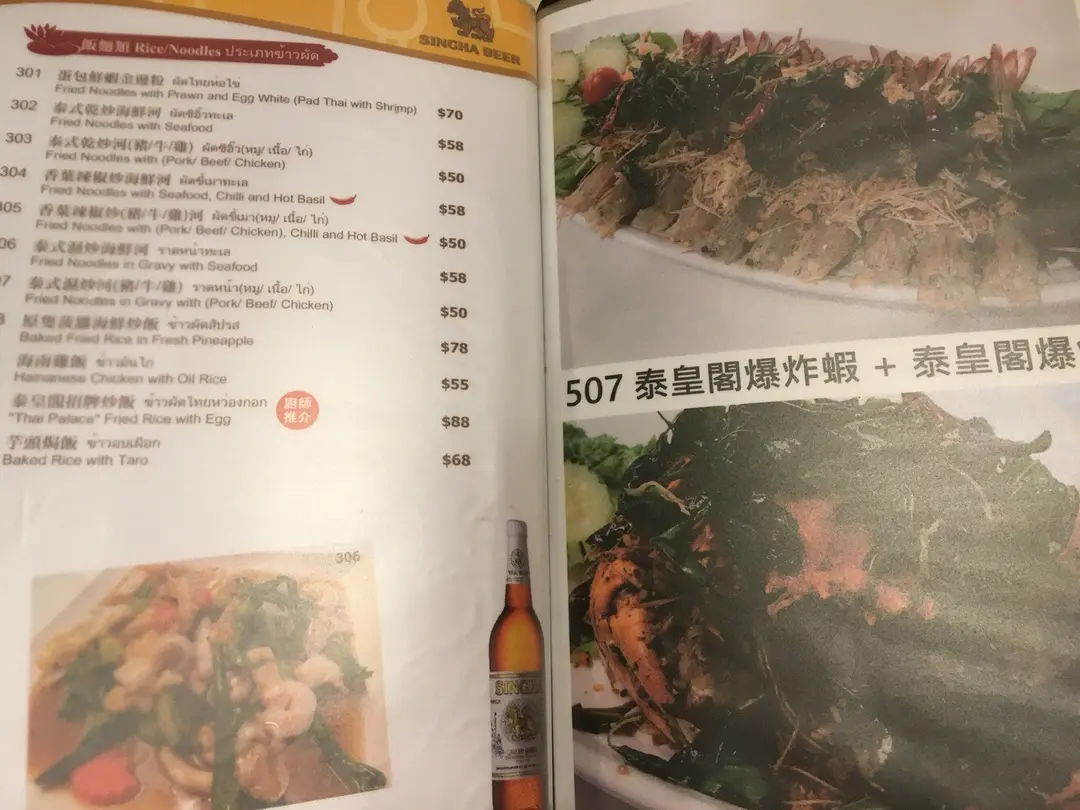 SINGHA BEER
飯麵類 Rice/Noodles ประเภทข้าวผัด
301 蛋包鮮蝦金邊粉 ผัดไทยห่อไข่
Fried Noodles with Prawn and Egg White (Pad Thai with Shrimp) $70
302 泰式乾炒海鮮河 ผัดซีอิ๊วทะเล
Fried Noodles with Seafood $58
303 泰式乾炒河(豬/牛/雞) ผัดซีอิ๊ว(หมู/ เนื้อ/ ไก่)
Fried Noodles with (Pork/ Beef/ Chicken) $50
304 香葉辣椒炒海鮮河 ผัดขี้เมาทะเล
Fried Noodles with Seafood, Chilli and Hot Basil $58
305 香葉辣椒炒(豬/牛/雞)河 ผัดขี้เมา(หมู/ เนื้อ/ ไก่)
Fried Noodles with (Pork/ Beef/ Chicken), Chilli and Hot Basil $50
06 泰式濕炒海鮮河 ราดหน้าทะเล
Fried Noodles in Gravy with Seafood $58
7 泰式濕炒河(豬/牛/雞) ราดหน้า(หมู/ เนื้อ/ ไก่)
Fried Noodles in Gravy with (Pork/ Beef/ Chicken) $50
原隻菠蘿海鮮炒飯 ข้าวผัดสัปรส
Baked Fried Rice in Fresh Pineapple $78
海南雞飯 ข้าวมันไก่
Hainanese Chicken with Oil Rice $55
泰皇閣招牌炒飯 ข้าวผัดไทยหว่องกอก
"Thai Palace" Fried Rice with Egg $88
廚師
推介
芋頭焗飯 ข้าวอบเผือก
Baked Rice with Taro $68
306
SINGHA
507 泰皇閣爆炸蝦 + 泰皇閣爆